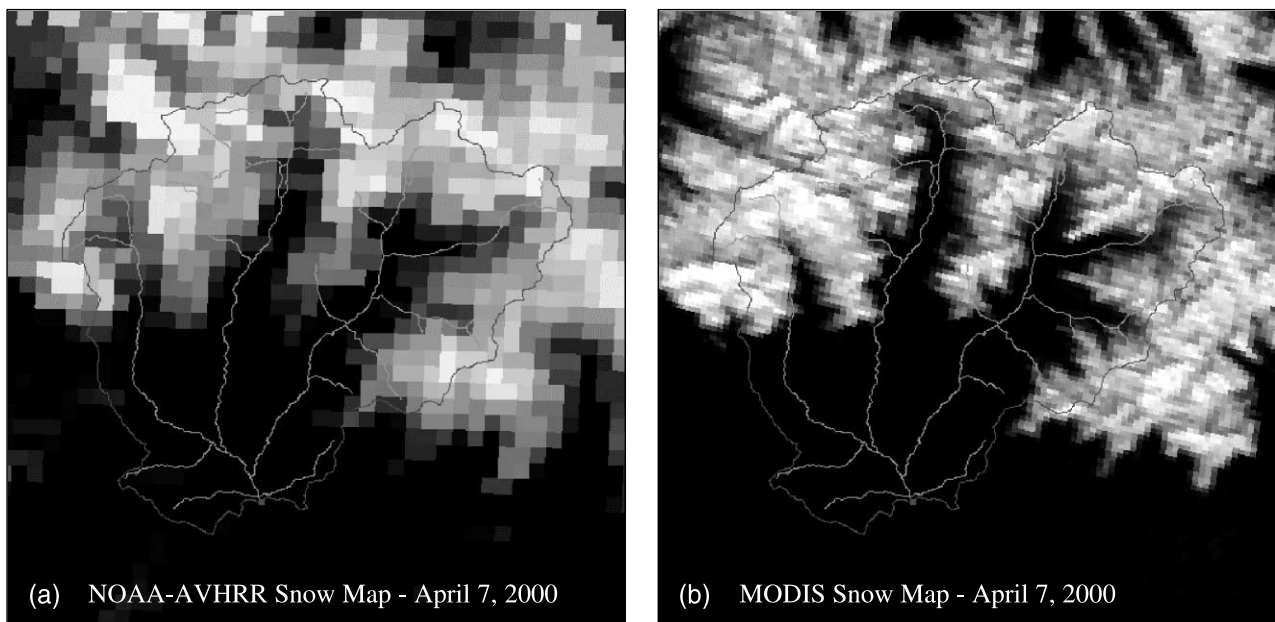 (a) NOAA-AVHRR Snow Map - April 7, 2000
(b) MODIS Snow Map - April 7, 2000